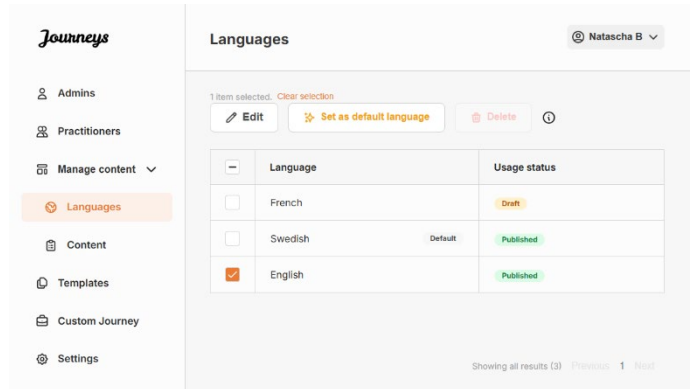 Journeys
Languages
Natascha B
Admins
Practitioners
Manage content
Languages
Content
Templates
Custom Journey
Settings
1 item selected. Clear selection
Edit
Set as default language
Delete
Language Usage status
French Draft
Swedish Default Published
English Published
Showing all results (3) Previous 1 Next